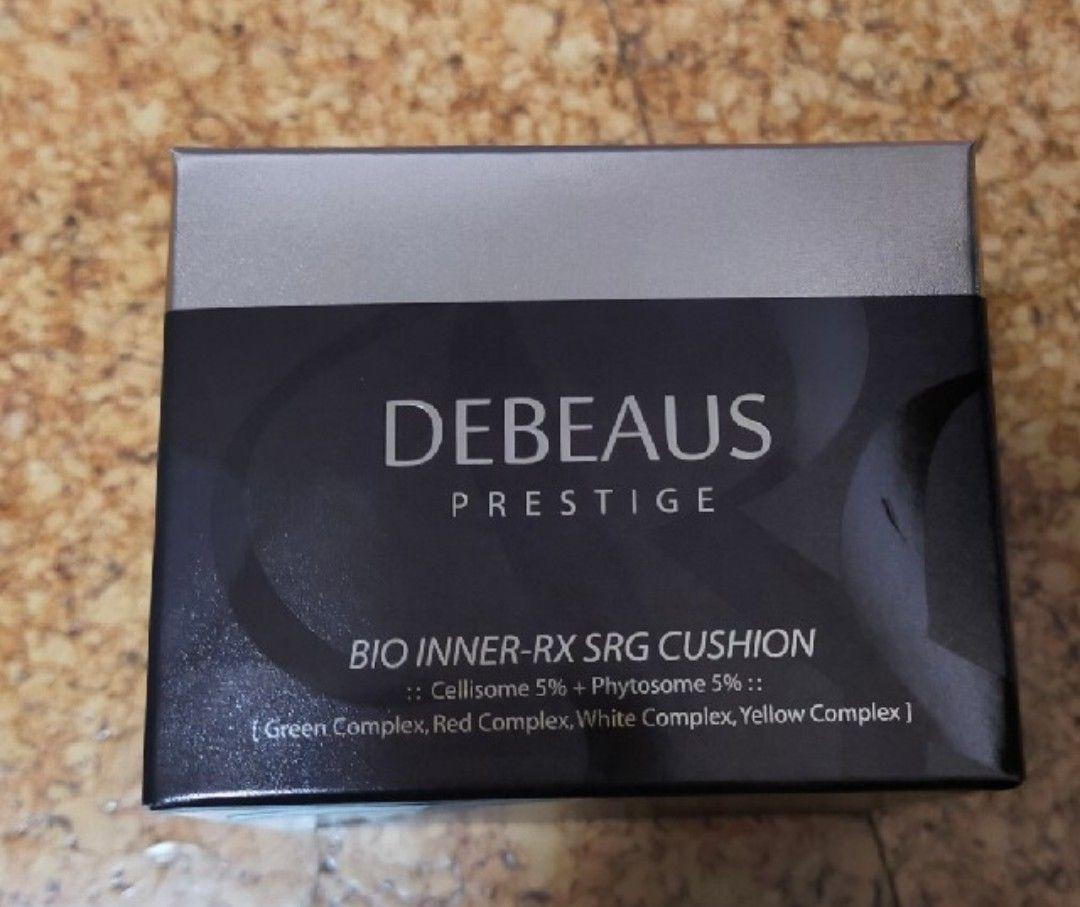 DEBEAUS
PRESTIGE
BIO INNER-RX SRG CUSHION
:: Cellisome 5% + Phytosome 5% ::
[ Green Complex, Red Complex, White Complex, Yellow Complex ]